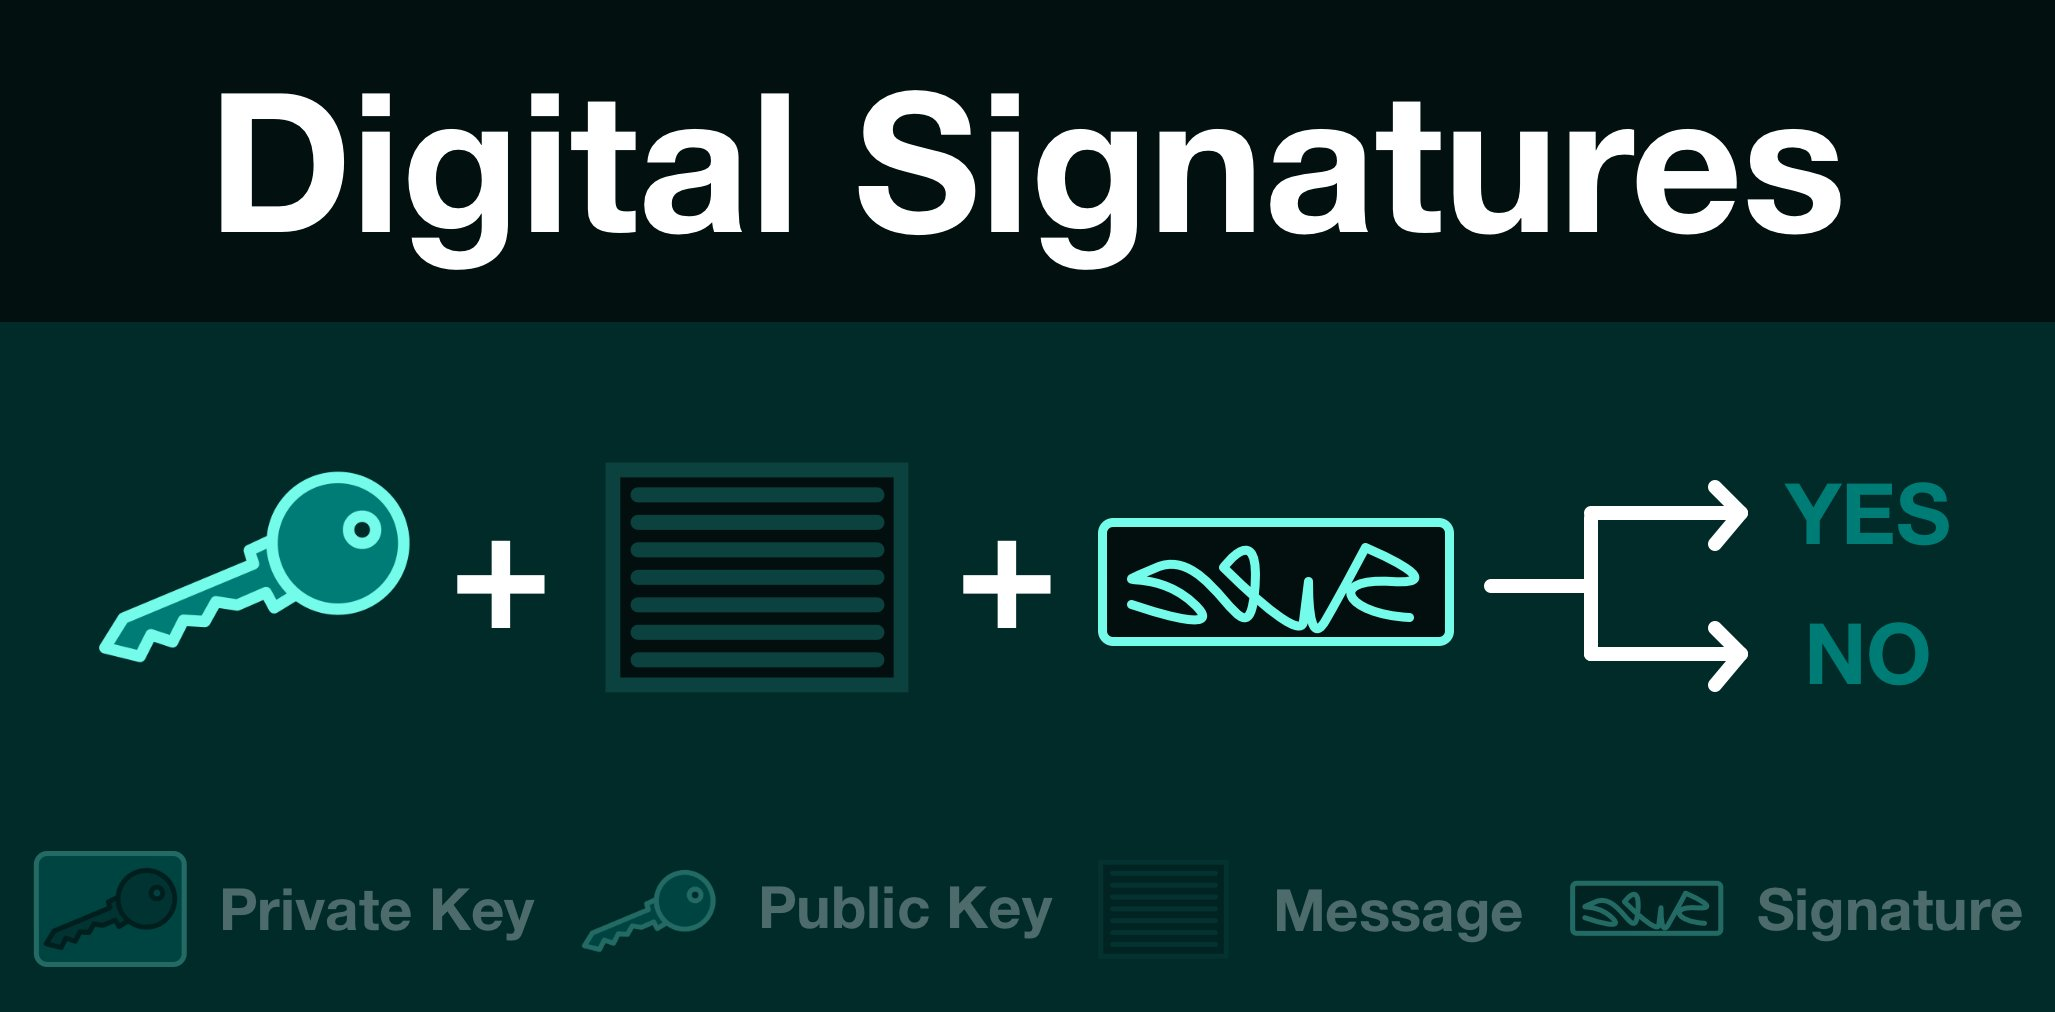 Digital Signatures
+ + YES
NO
Private Key Public Key Message Signature